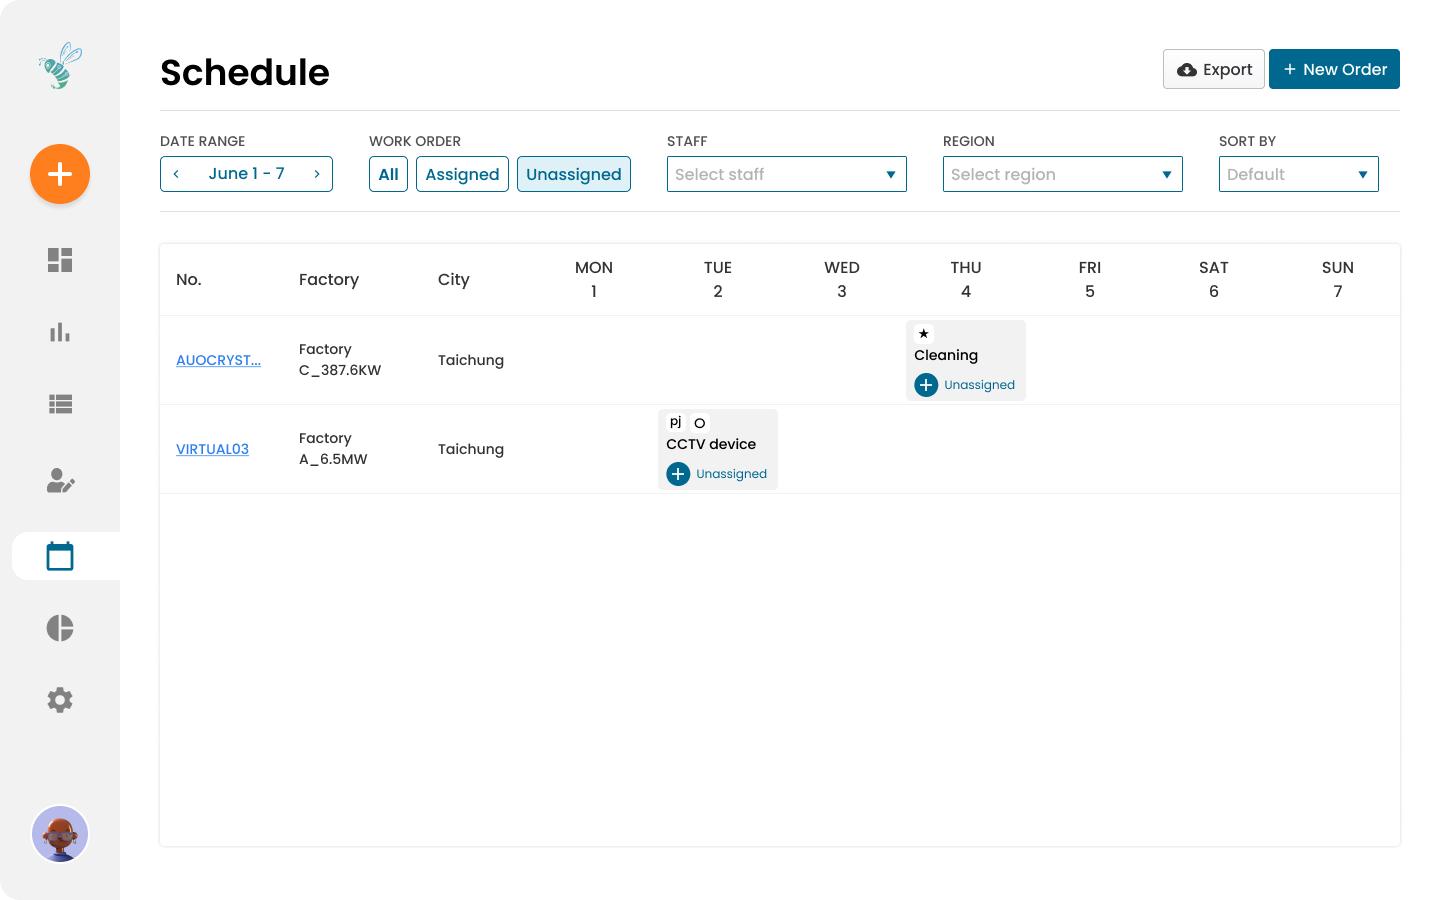 Schedule
Export
+ New Order
DATE RANGE
WORK ORDER
STAFF
REGION
SORT BY
< June 1 - 7 >
All
Assigned
Unassigned
Select staff
Select region
Default
No.
Factory
City
MON
1
TUE
2
WED
3
THU
4
FRI
5
SAT
6
SUN
7
AUOCRYST...
Factory
C_387.6KW
Taichung
★
Cleaning
Unassigned
VIRTUAL03
Factory
A_6.5MW
Taichung
pj O
CCTV device
Unassigned